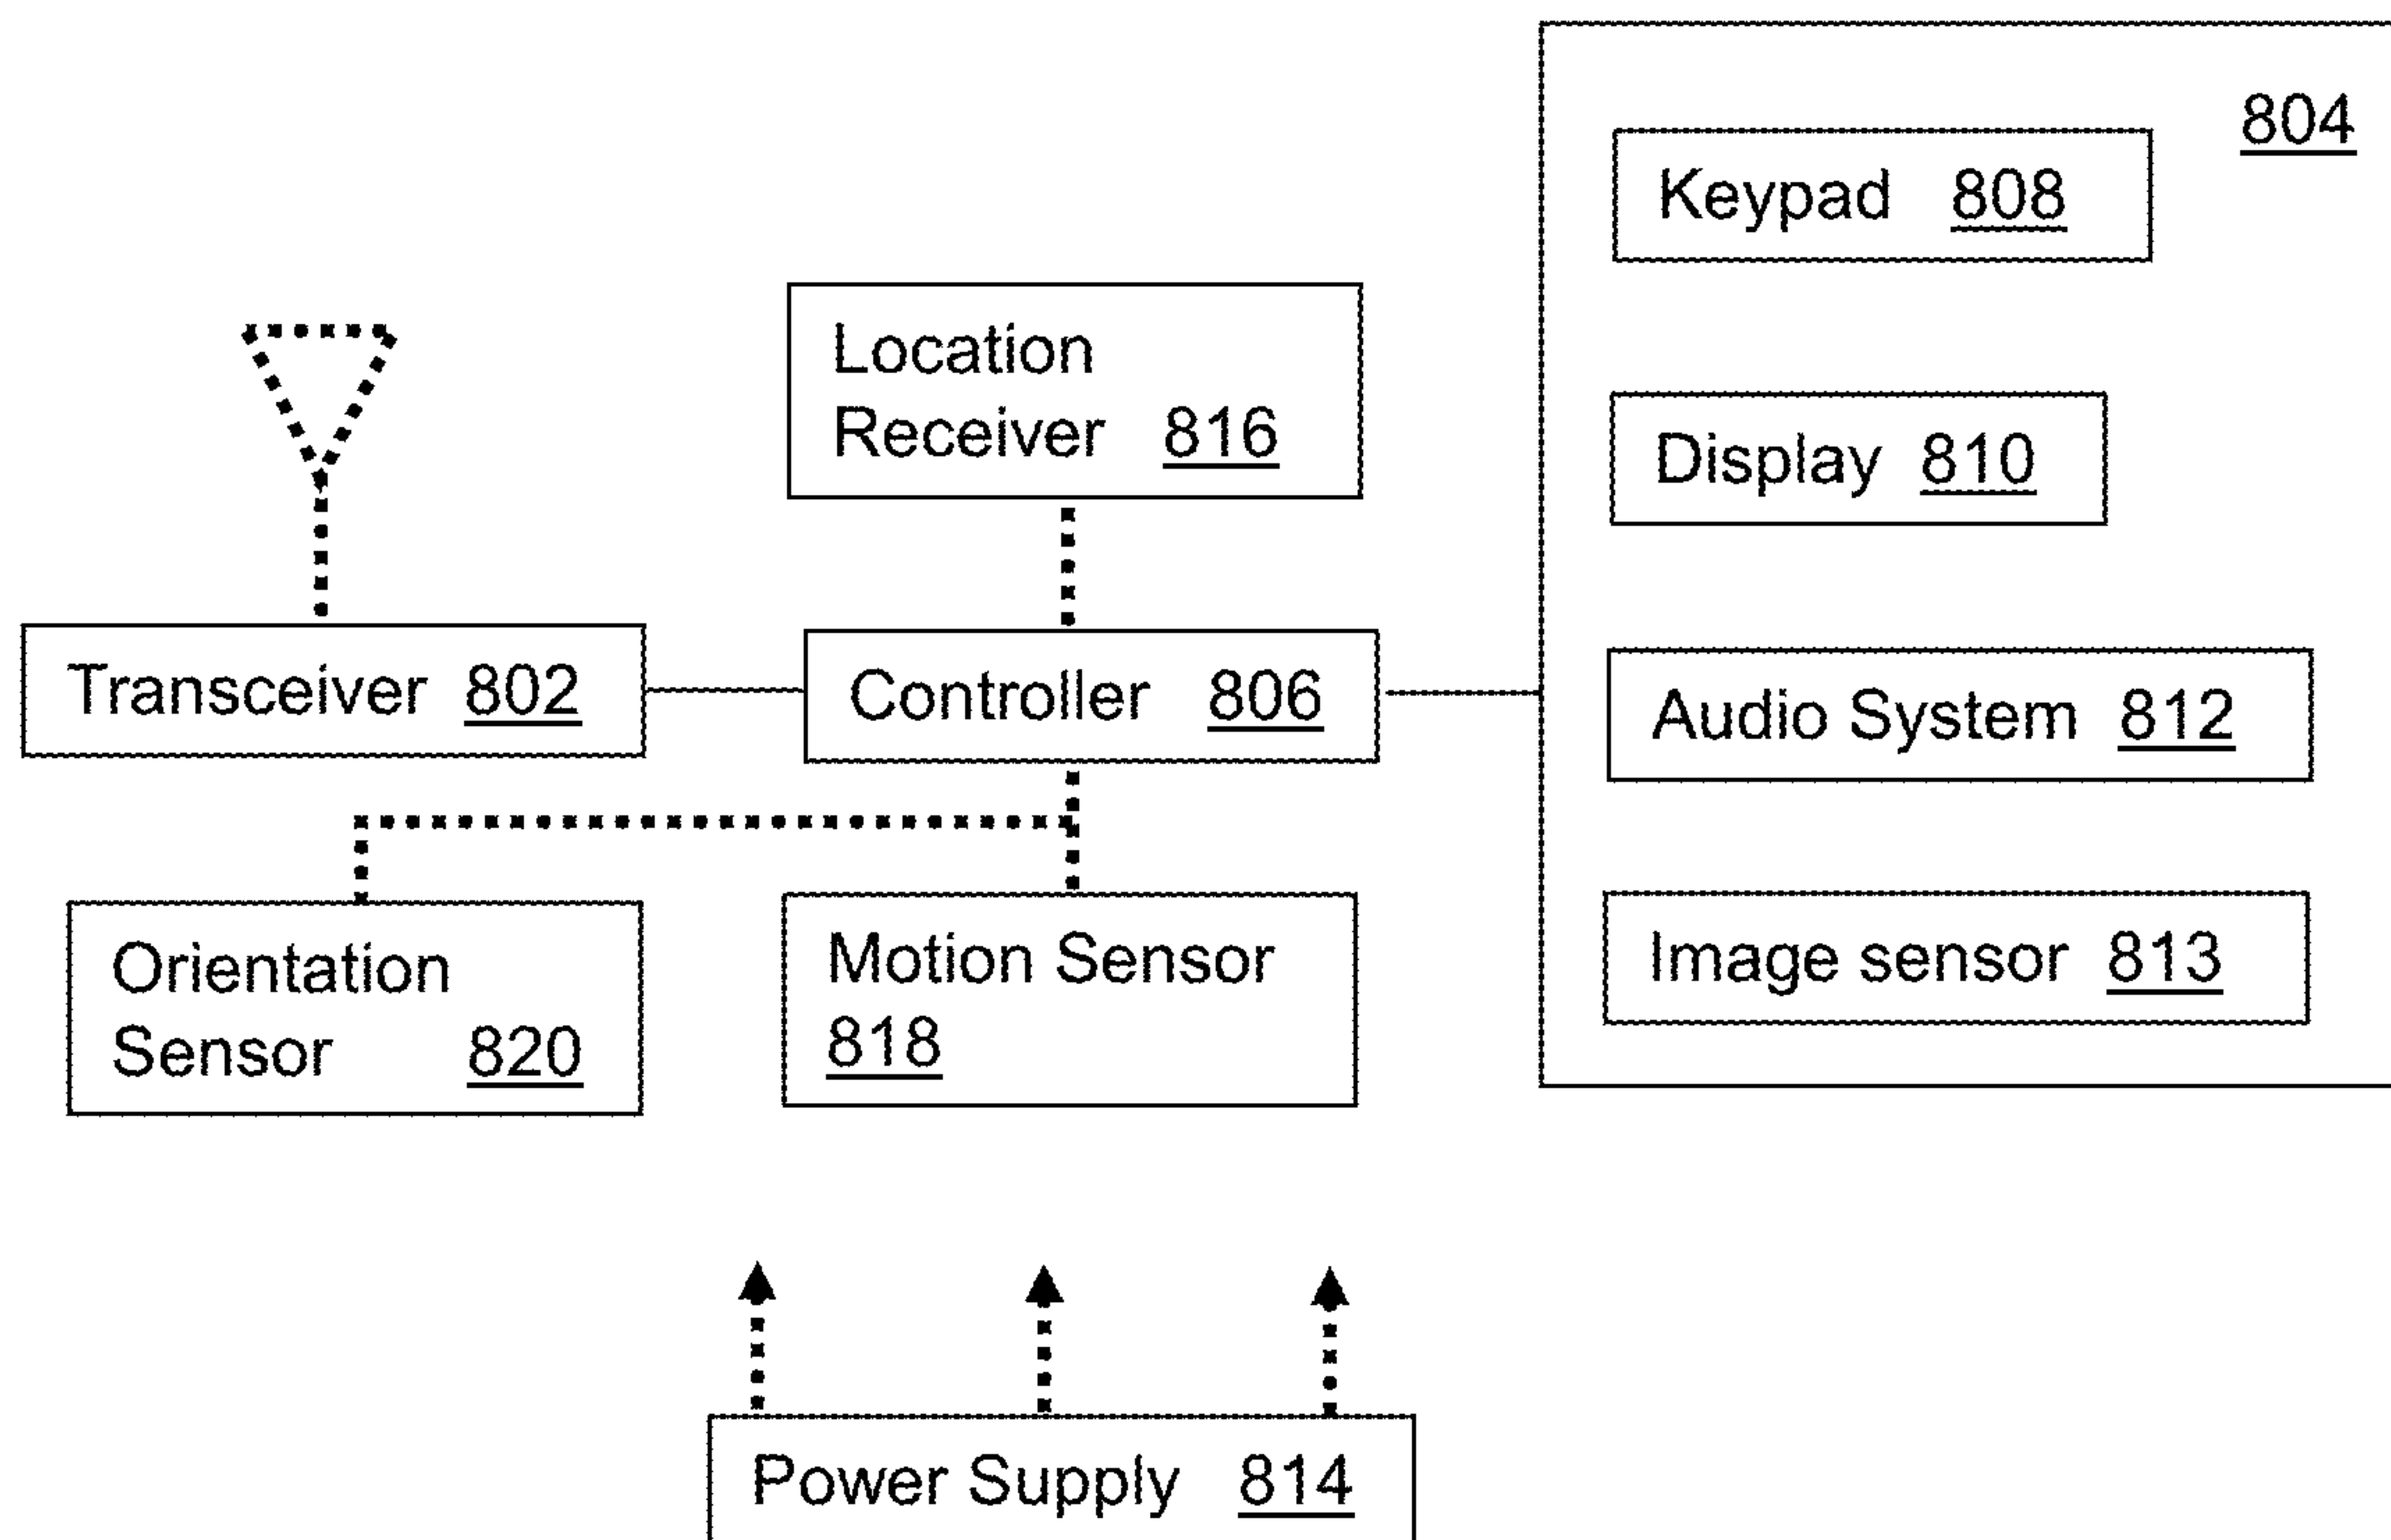 804
Keypad 808
Location
Receiver 816
Display 810
Transceiver 802
Controller 806
Audio System 812
Orientation
Sensor 820
Motion Sensor
818
Image sensor 813
Power Supply 814